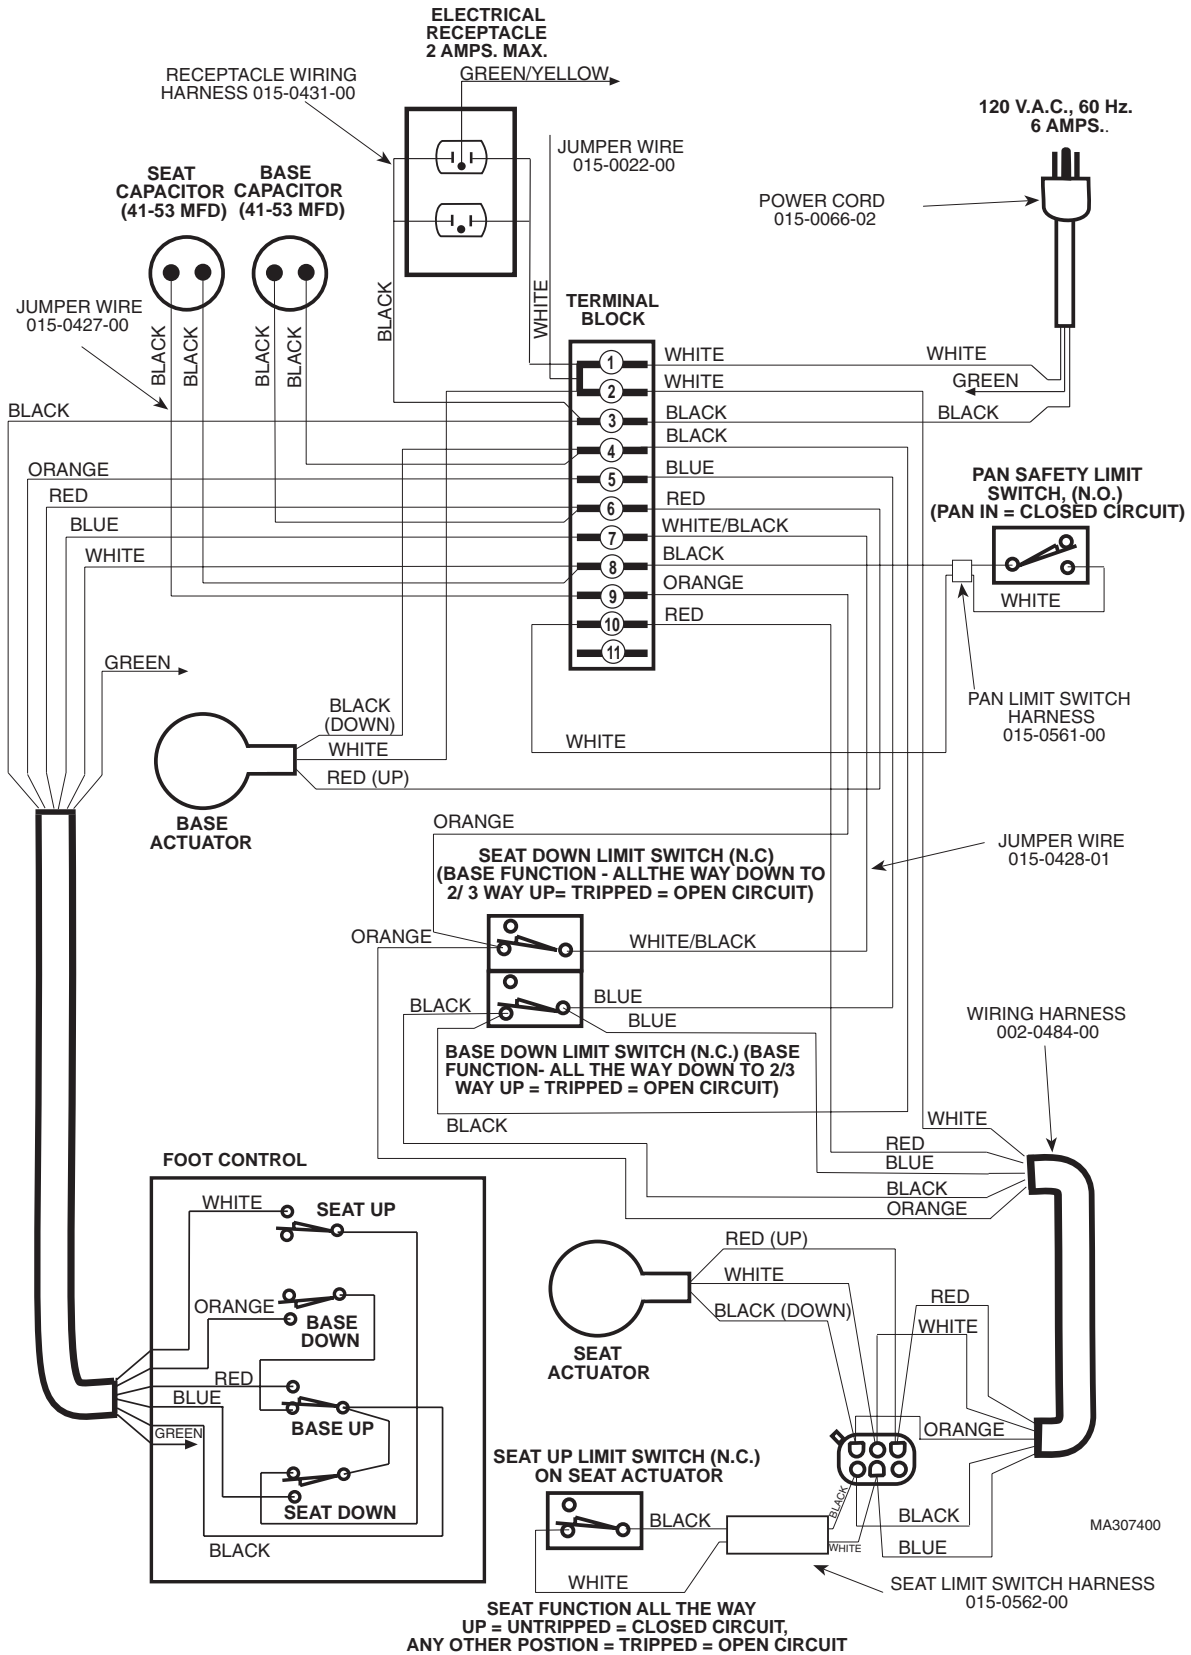 ELECTRICAL
RECEPTACLE
2 AMPS. MAX.
GREEN/YELLOW
RECEPTACLE WIRING
HARNESS 015-0431-00
JUMPER WIRE
015-0022-00
120 V.A.C., 60 Hz.
6 AMPS..
POWER CORD
015-0066-02
SEAT
CAPACITOR
(41-53 MFD)
BASE
CAPACITOR
(41-53 MFD)
JUMPER WIRE
015-0427-00
BLACK
BLACK
BLACK
BLACK
BLACK
WHITE
TERMINAL
BLOCK
1
2
3
4
5
6
7
8
9
10
11
WHITE
WHITE
BLACK
BLACK
BLUE
RED
WHITE/BLACK
BLACK
ORANGE
RED
WHITE
GREEN
BLACK
BLACK
ORANGE
RED
BLUE
WHITE
GREEN
PAN SAFETY LIMIT
SWITCH, (N.O.)
(PAN IN = CLOSED CIRCUIT)
WHITE
PAN LIMIT SWITCH
HARNESS
015-0561-00
BLACK
(DOWN)
WHITE
RED (UP)
WHITE
BASE
ACTUATOR
ORANGE
SEAT DOWN LIMIT SWITCH (N.C)
(BASE FUNCTION - ALLTHE WAY DOWN TO
2/ 3 WAY UP= TRIPPED = OPEN CIRCUIT)
JUMPER WIRE
015-0428-01
ORANGE
WHITE/BLACK
BLACK
BLUE
BLUE
BASE DOWN LIMIT SWITCH (N.C.) (BASE
FUNCTION- ALL THE WAY DOWN TO 2/3
WAY UP = TRIPPED = OPEN CIRCUIT)
BLACK
WIRING HARNESS
002-0484-00
WHITE
RED
BLUE
BLACK
ORANGE
FOOT CONTROL
WHITE
SEAT UP
ORANGE
BASE
DOWN
RED
BLUE
BASE UP
GREEN
SEAT DOWN
BLACK
RED (UP)
WHITE
BLACK (DOWN)
SEAT
ACTUATOR
RED
WHITE
ORANGE
SEAT UP LIMIT SWITCH (N.C.)
ON SEAT ACTUATOR
BLACK
BLACK
WHITE
BLACK
BLUE
WHITE
MA307400
SEAT LIMIT SWITCH HARNESS
015-0562-00
SEAT FUNCTION ALL THE WAY
UP = UNTRIPPED = CLOSED CIRCUIT,
ANY OTHER POSTION = TRIPPED = OPEN CIRCUIT